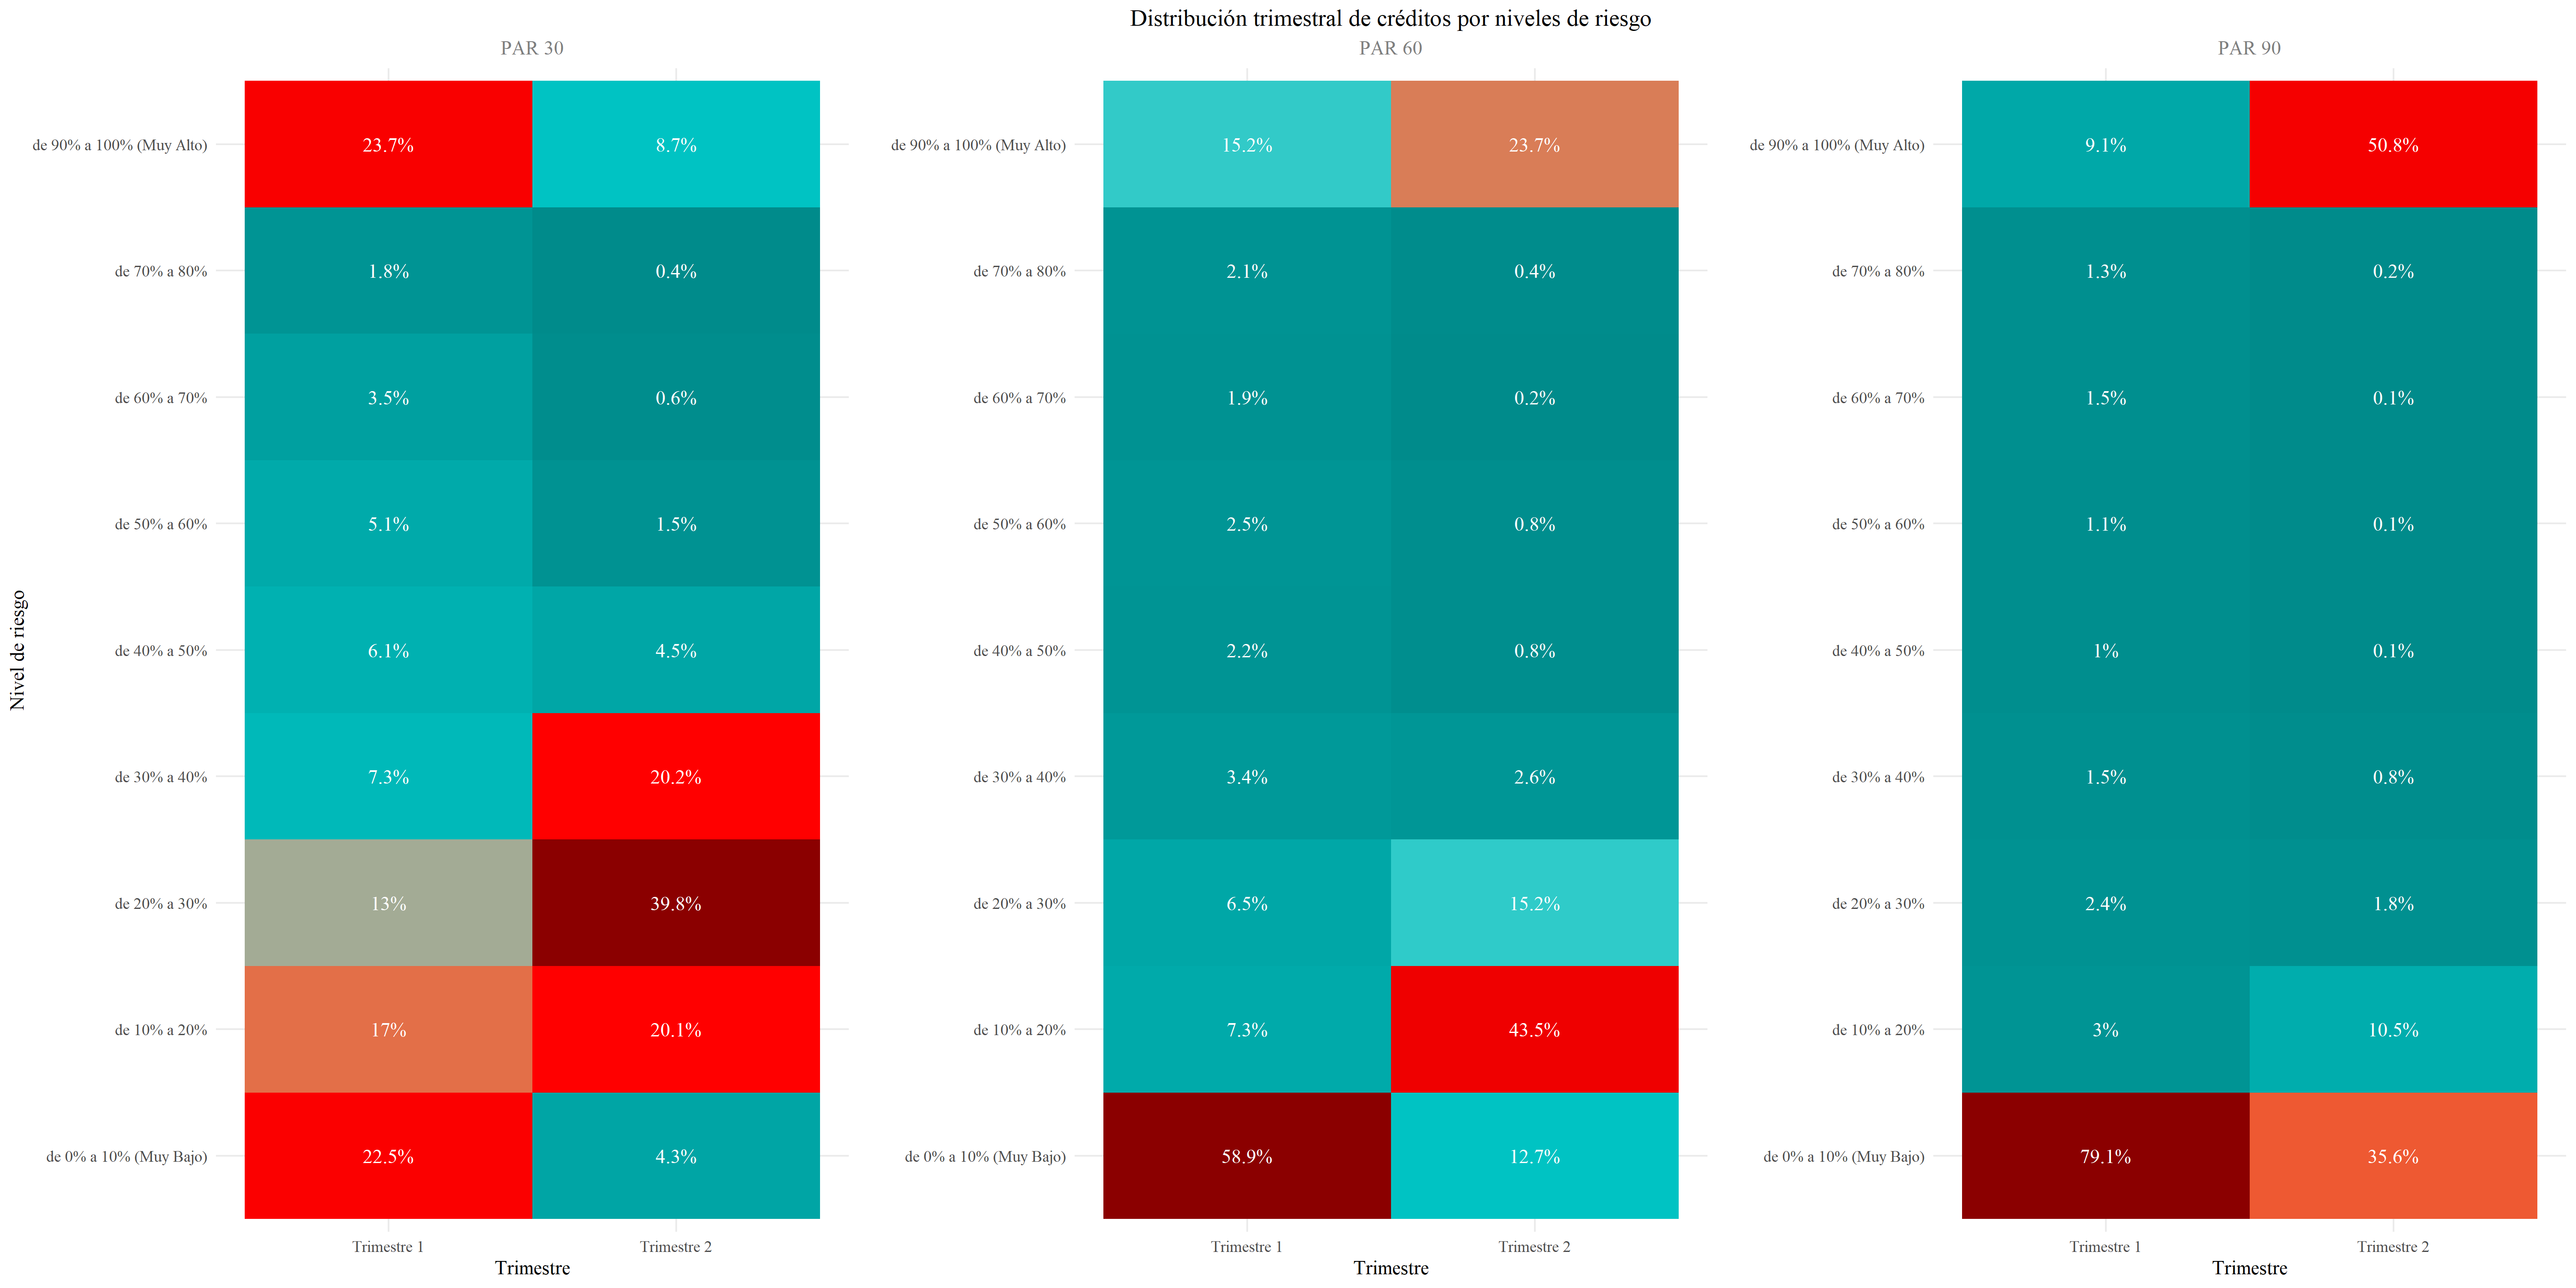 Distribución trimestral de créditos por niveles de riesgo
PAR 30
PAR 60
PAR 90
Nivel de riesgo
de 90% a 100% (Muy Alto) 23.7% 8.7%
de 70% a 80% 1.8% 0.4%
de 60% a 70% 3.5% 0.6%
de 50% a 60% 5.1% 1.5%
de 40% a 50% 6.1% 4.5%
de 30% a 40% 7.3% 20.2%
de 20% a 30% 13% 39.8%
de 10% a 20% 17% 20.1%
de 0% a 10% (Muy Bajo) 22.5% 4.3%
Trimestre 1 Trimestre 2
Trimestre
de 90% a 100% (Muy Alto) 15.2% 23.7%
de 70% a 80% 2.1% 0.4%
de 60% a 70% 1.9% 0.2%
de 50% a 60% 2.5% 0.8%
de 40% a 50% 2.2% 0.8%
de 30% a 40% 3.4% 2.6%
de 20% a 30% 6.5% 15.2%
de 10% a 20% 7.3% 43.5%
de 0% a 10% (Muy Bajo) 58.9% 12.7%
Trimestre 1 Trimestre 2
Trimestre
de 90% a 100% (Muy Alto) 9.1% 50.8%
de 70% a 80% 1.3% 0.2%
de 60% a 70% 1.5% 0.1%
de 50% a 60% 1.1% 0.1%
de 40% a 50% 1% 0.1%
de 30% a 40% 1.5% 0.8%
de 20% a 30% 2.4% 1.8%
de 10% a 20% 3% 10.5%
de 0% a 10% (Muy Bajo) 79.1% 35.6%
Trimestre 1 Trimestre 2
Trimestre